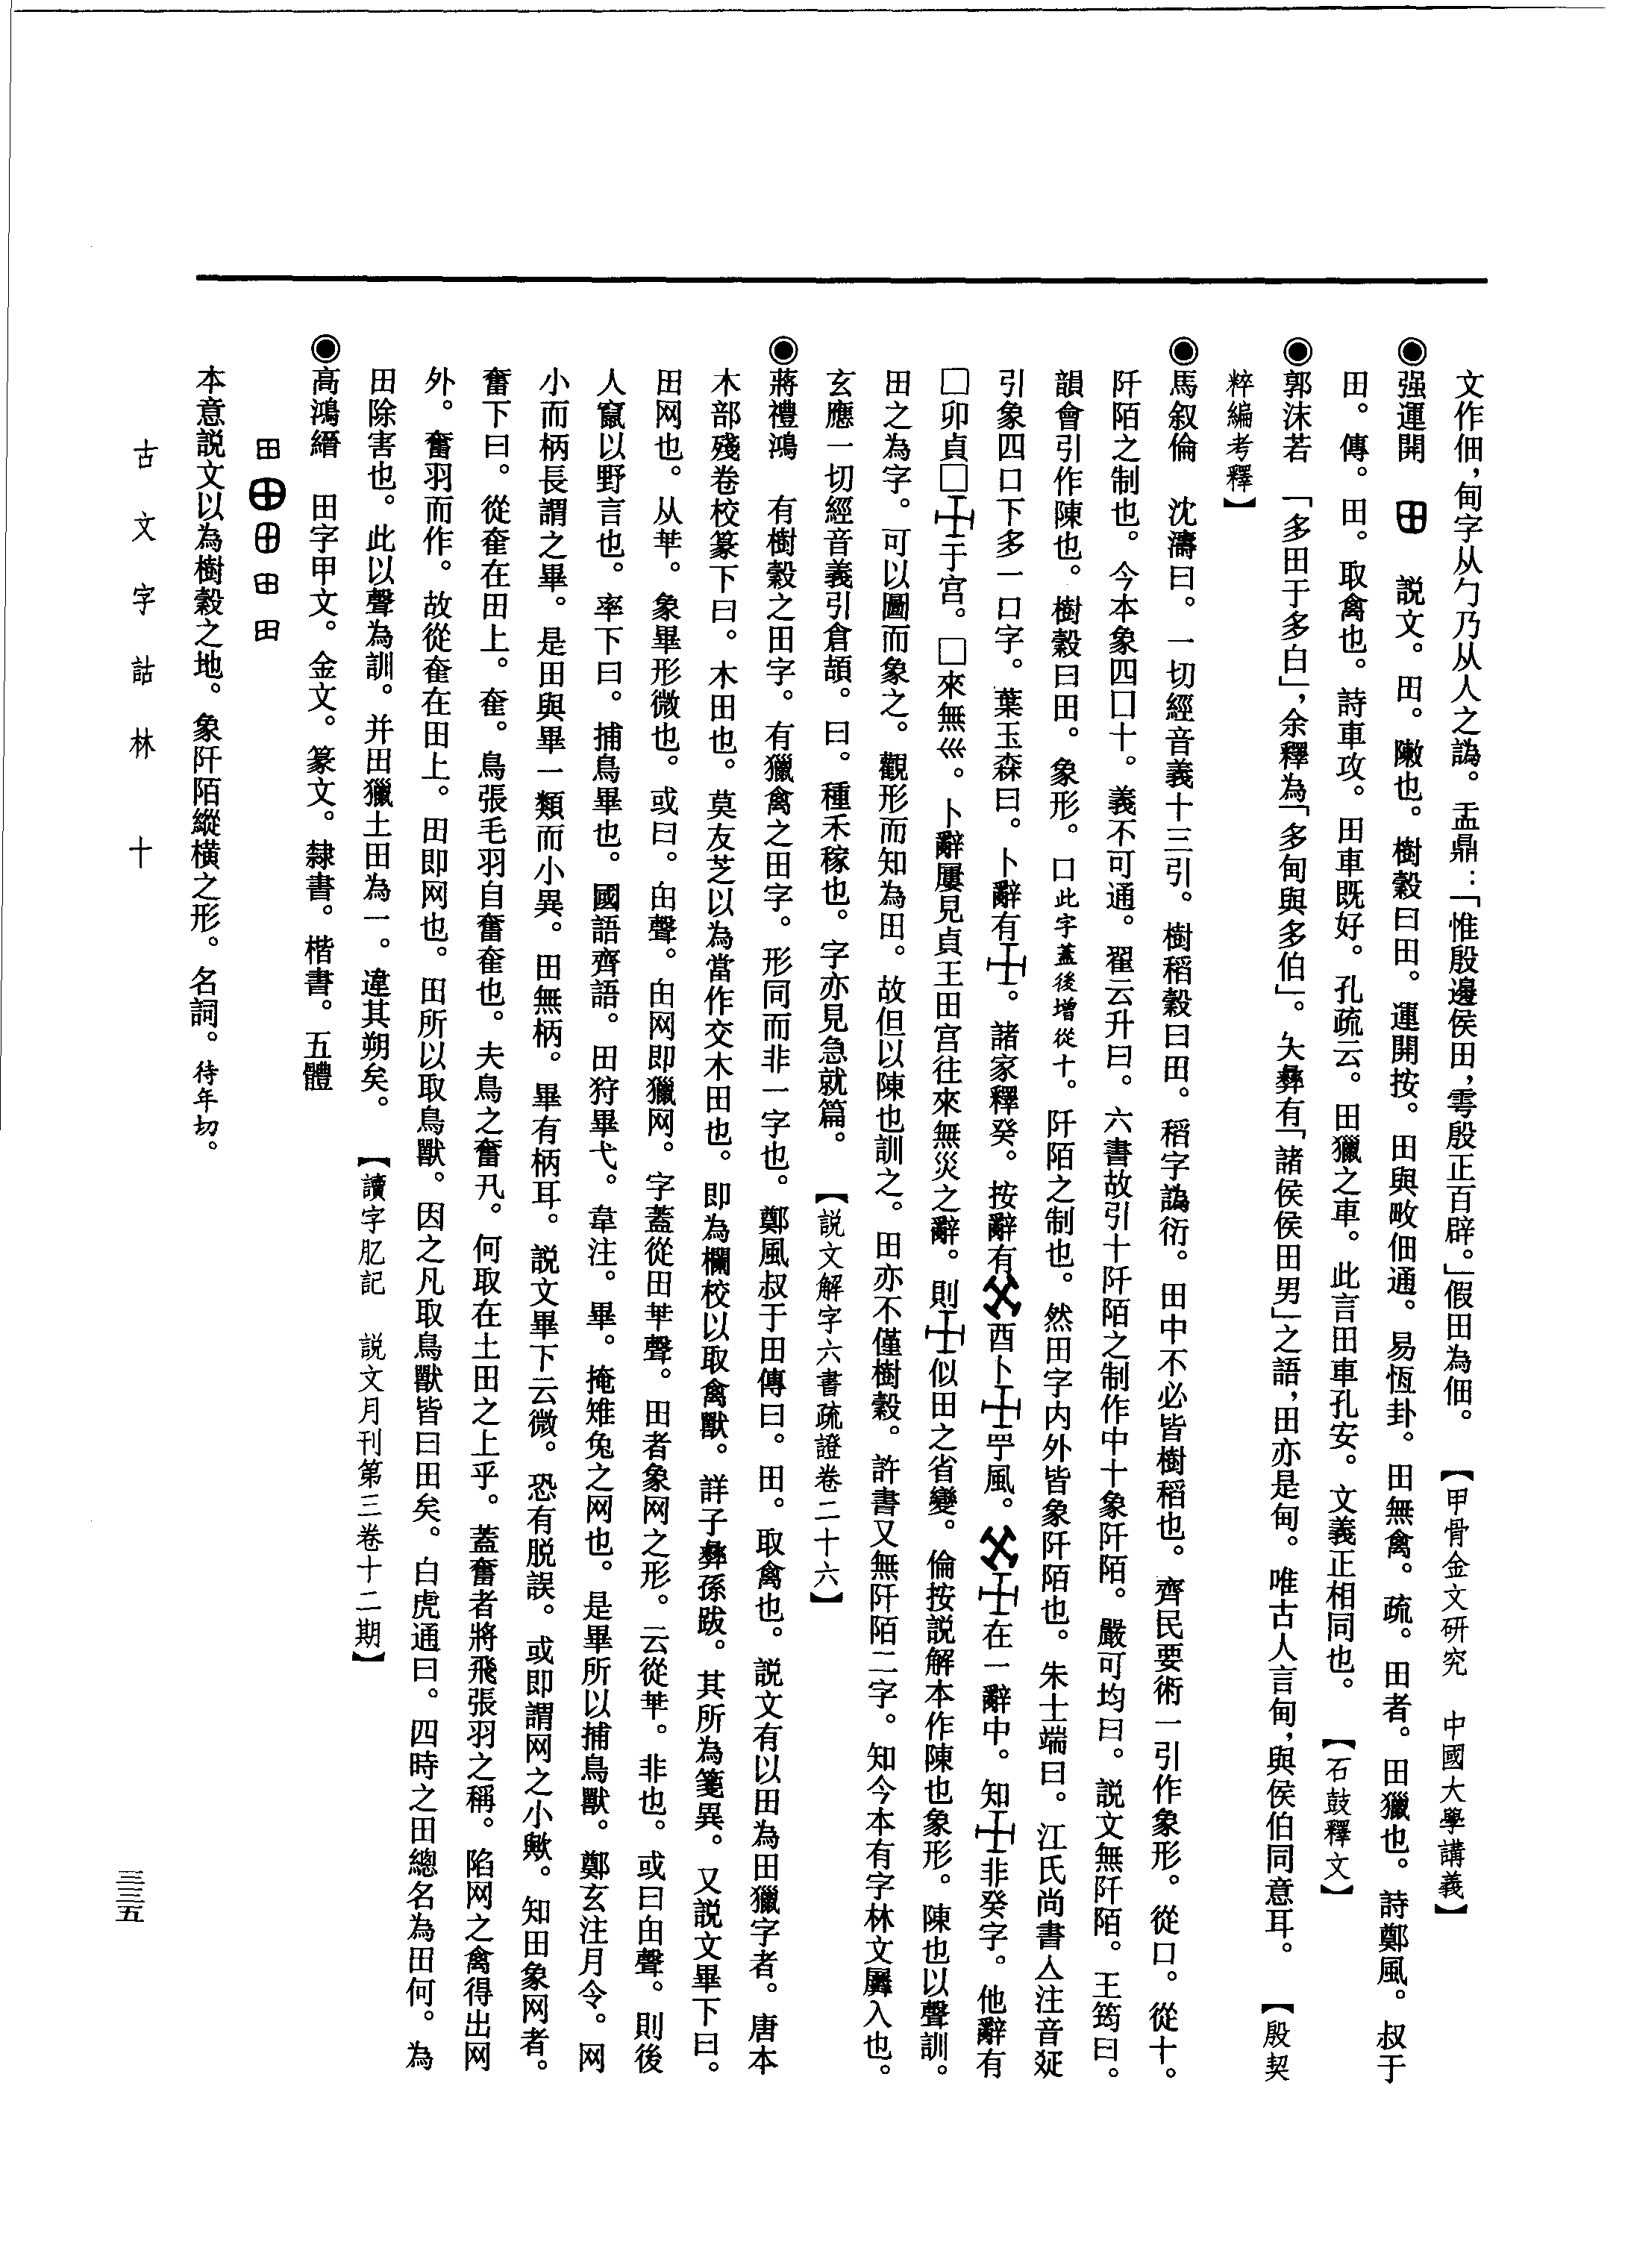 文作佃，甸字从勹乃从人之譌。盂鼎：「惟殷邊侯田，雩殷正百辟。」假田為佃。　【甲骨金文研究　中國大學講義】
◉强運開　田　説文。田。敶也。樹穀曰田。運開按。田與畋佃通。易恆卦。田無禽。疏。田者。田獵也。詩鄭風。叔于
田。傳。田。取禽也。詩車攻。田車既好。孔疏云。田獵之車。此言田車孔安。文義正相同也。　【石鼓釋文】
◉郭沫若　「多田于多白」，余釋為「多甸與多伯」。矢彝有「諸侯侯田男」之語，田亦是甸。唯古人言甸，與侯伯同意耳。　【殷契
粹編考釋】
◉馬叙倫　沈濤曰。一切經音義十三引。樹稻穀曰田。稻字譌衍。田中不必皆樹稻也。齊民要術一引作象形。從口。從十。
阡陌之制也。今本象四囗十。義不可通。翟云升曰。六書故引十阡陌之制作中十象阡陌。嚴可均曰。説文無阡陌。王筠曰。
韻會引作陳也。樹穀曰田。象形。口此字蓋後增從十。阡陌之制也。然田字内外皆象阡陌也。朱士端曰。江氏尚書亼注音疑
引象四口下多一口字。葉玉森曰。卜辭有。諸家釋癸。按辭有酉卜雩風。在一辭中。知非癸字。他辭有
□卯貞□于宫。□來無巛。卜辭屢見貞王田宫往來無災之辭。則似田之省變。倫按説解本作陳也象形。陳也以聲訓。
田之為字。可以圖而象之。觀形而知為田。故但以陳也訓之。田亦不僅樹穀。許書又無阡陌二字。知今本有字林文羼入也。
玄應一切經音義引倉頡。曰。種禾稼也。字亦見急就篇。　【説文解字六書疏證卷二十六】
◉蔣禮鴻　有樹穀之田字。有獵禽之田字。形同而非一字也。鄭風叔于田傳曰。田。取禽也。説文有以田為田獵字者。唐本
木部殘卷校篆下曰。木田也。莫友芝以為當作交木田也。即為欄校以取禽獸。詳子彝孫跋。其所為箋異。又説文畢下曰。
田网也。从𠦒。象畢形微也。或曰。甶聲。甶网即獵网。字蓋從田𠦒聲。田者象网之形。云從𠦒。非也。或曰甶聲。則後
人竄以野言也。率下曰。捕鳥畢也。國語齊語。田狩畢弋。韋注。畢。掩雉兔之网也。是畢所以捕鳥獸。鄭玄注月令。网
小而柄長謂之畢。是田與畢一類而小異。田無柄。畢有柄耳。説文畢下云微。恐有脱誤。或即謂网之小歟。知田象网者。
奮下曰。從奞在田上。奞。鳥張毛羽自奮奞也。夫鳥之奮卂。何取在土田之上乎。蓋奮者將飛張羽之稱。陷网之禽得出网
外。奮羽而作。故從奞在田上。田即网也。田所以取鳥獸。因之凡取鳥獸皆曰田矣。白虎通曰。四時之田總名為田何。為
田除害也。此以聲為訓。并田獵土田為一。違其朔矣。　【讀字肊記　説文月刊第三卷十二期】
◉高鴻縉　田字甲文。金文。篆文。隸書。楷書。五體
田 田 田 田 田
本意説文以為樹穀之地。象阡陌縱橫之形。名詞。待年切。
古文字詁林　十
三三五